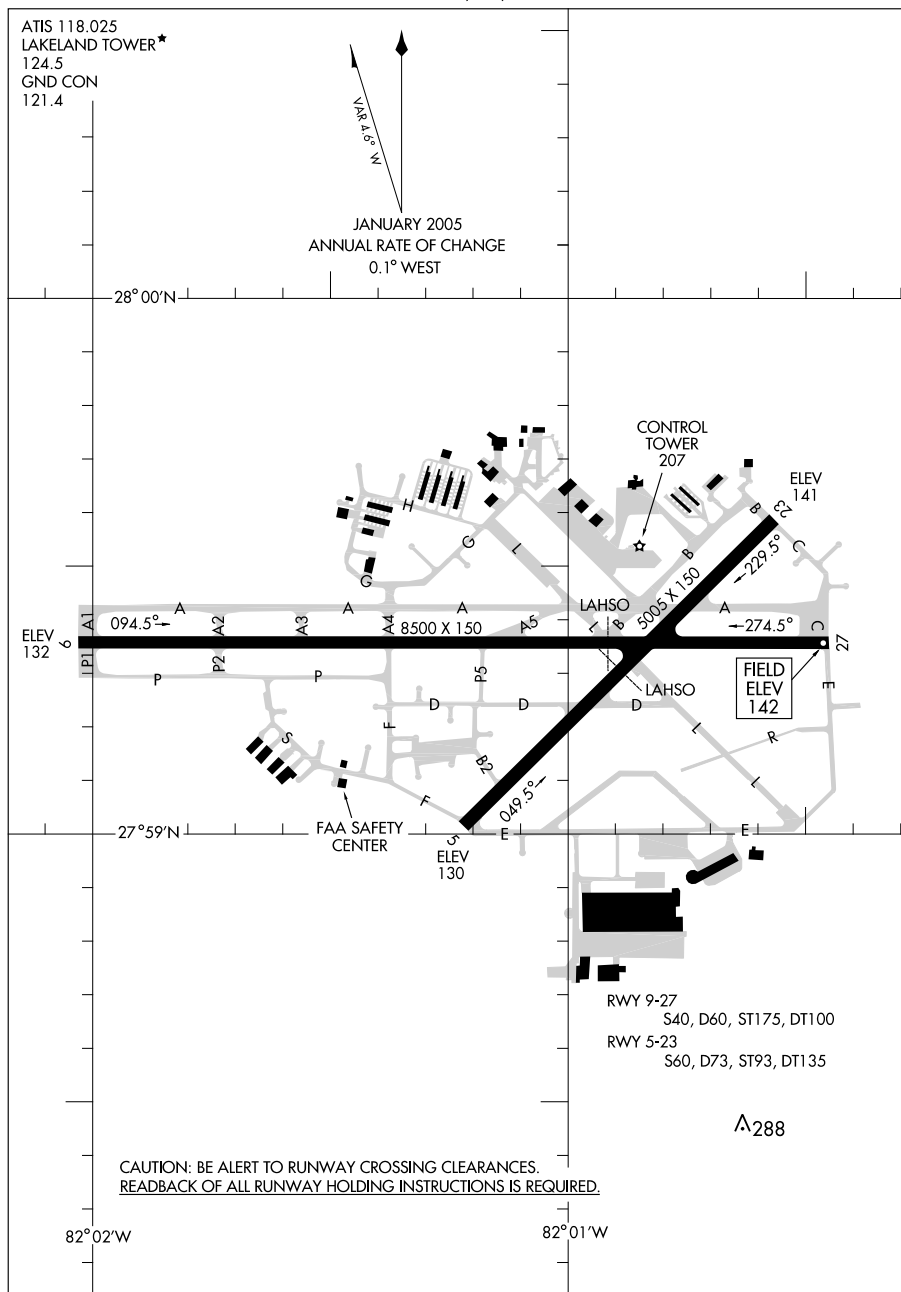 ATIS 118.025
LAKELAND TOWER★
124.5
GND CON
121.4
VAR 4.6° W
JANUARY 2005
ANNUAL RATE OF CHANGE
0.1° WEST
28°00'N
CONTROL
TOWER
207
ELEV
141
23
B
C
H
G
L
B
229.5°
G
5005 X 150
LAHSO
A
A
A
A
A1
094.5°
A2
A3
A4
8500 X 150
A5
L
B
274.5°
C
ELEV
132
9
27
P1
P2
P
P
P5
LAHSO
FIELD
ELEV
142
E
D
D
D
F
S
B2
L
R
L
049.5°
F
FAA SAFETY
CENTER
27°59'N
5
E
E
ELEV
130
RWY 9-27
S40, D60, ST175, DT100
RWY 5-23
S60, D73, ST93, DT135
288
CAUTION: BE ALERT TO RUNWAY CROSSING CLEARANCES.
READBACK OF ALL RUNWAY HOLDING INSTRUCTIONS IS REQUIRED.
82°02'W
82°01'W